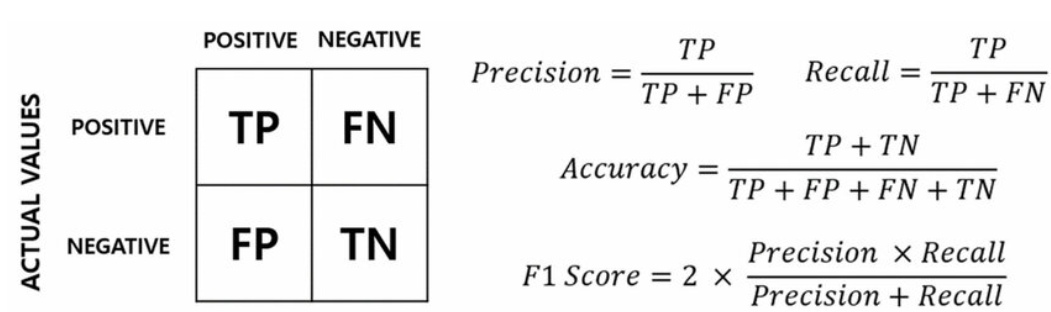 POSITIVE NEGATIVE
ACTUAL VALUES
POSITIVE
TP FN
NEGATIVE
FP TN
Precision = TP / (TP + FP)
Recall = TP / (TP + FN)
Accuracy = (TP + TN) / (TP + FP + FN + TN)
F1 Score = 2 × (Precision × Recall) / (Precision + Recall)